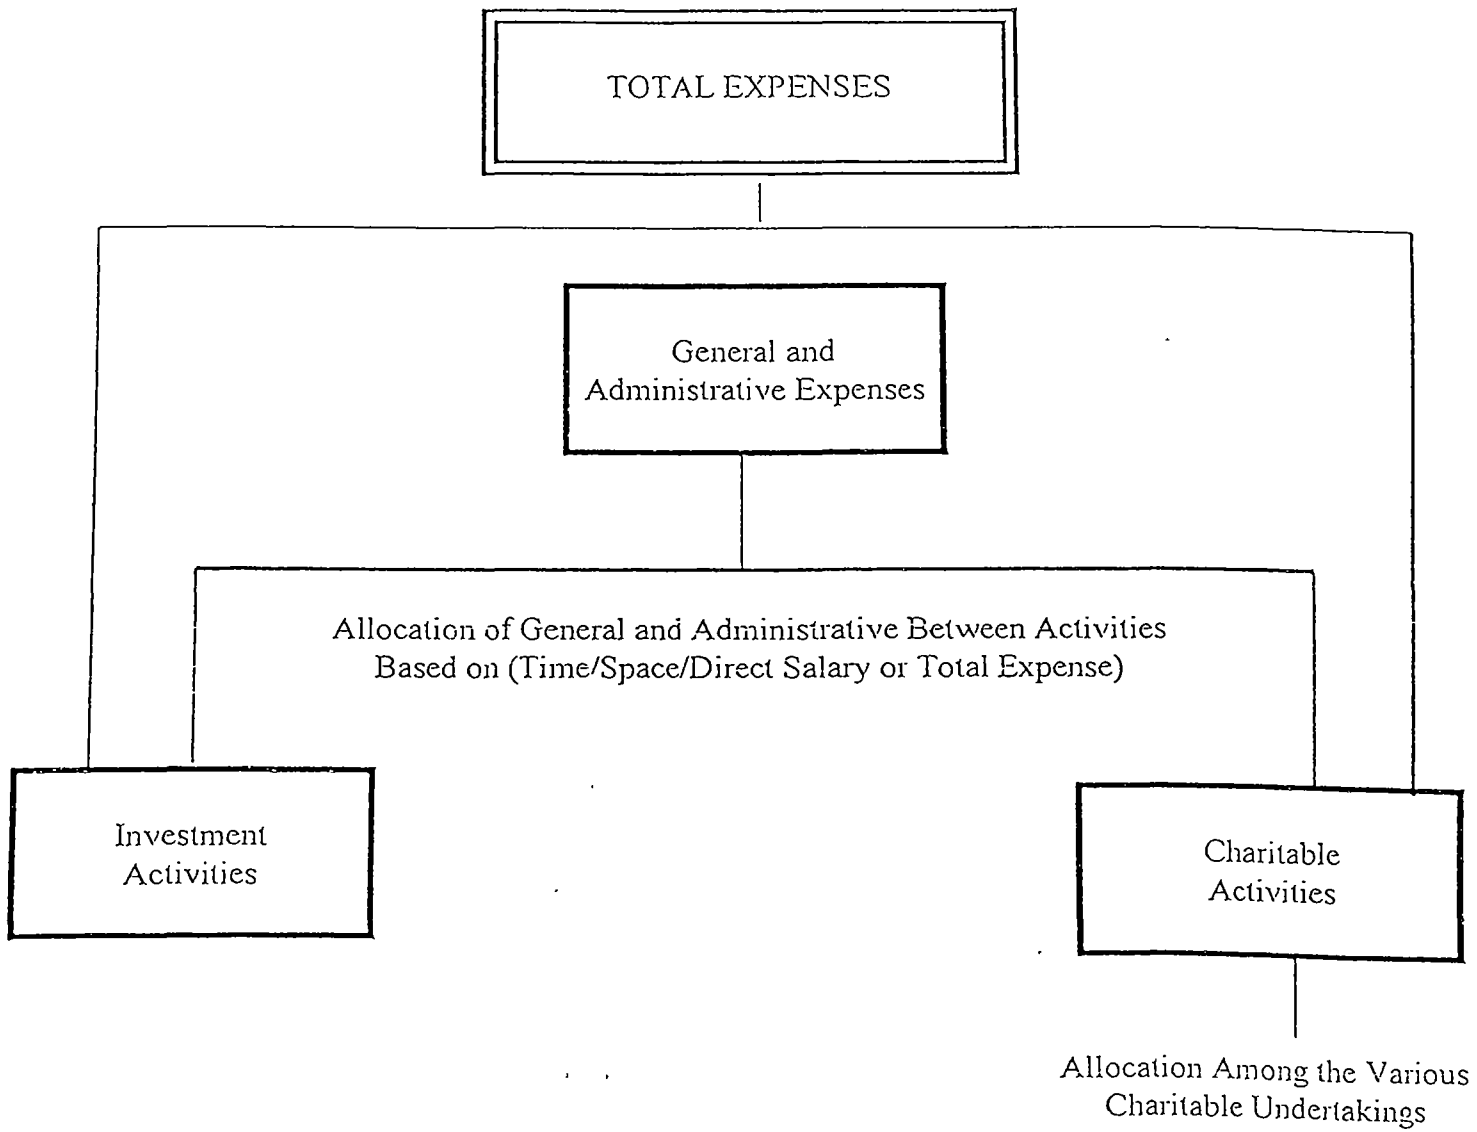 TOTAL EXPENSES
General and
Administrative Expenses
Allocation of General and Administrative Between Activities
Based on (Time/Space/Direct Salary or Total Expense)
Investment
Activities
Charitable
Activities
Allocation Among the Various
Charitable Undertakings